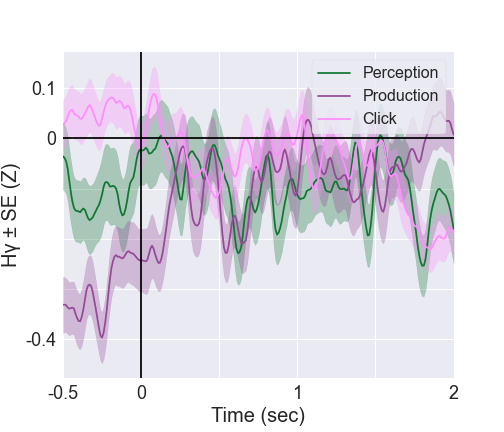 Perception
Production
Click
0.1
0
-0.4
Hγ ± SE (Z)
-0.5
0
1
2
Time (sec)